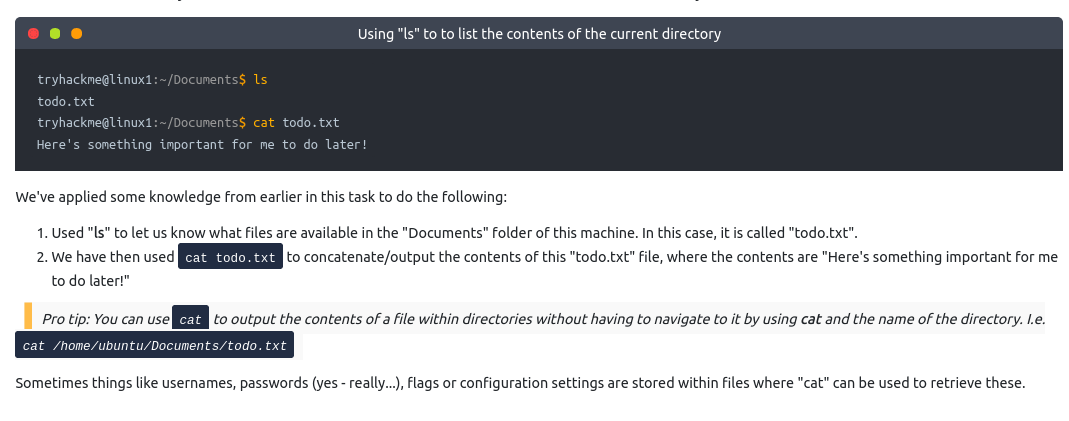 Using "ls" to to list the contents of the current directory
tryhackme@linux1:~/Documents$ ls
todo.txt
tryhackme@linux1:~/Documents$ cat todo.txt
Here's something important for me to do later!
We've applied some knowledge from earlier in this task to do the following:
1. Used "ls" to let us know what files are available in the "Documents" folder of this machine. In this case, it is called "todo.txt".
2. We have then used cat todo.txt to concatenate/output the contents of this "todo.txt" file, where the contents are "Here's something important for me
to do later!"
Pro tip: You can use cat to output the contents of a file within directories without having to navigate to it by using cat and the name of the directory. I.e.
cat /home/ubuntu/Documents/todo.txt
Sometimes things like usernames, passwords (yes - really...), flags or configuration settings are stored within files where "cat" can be used to retrieve these.